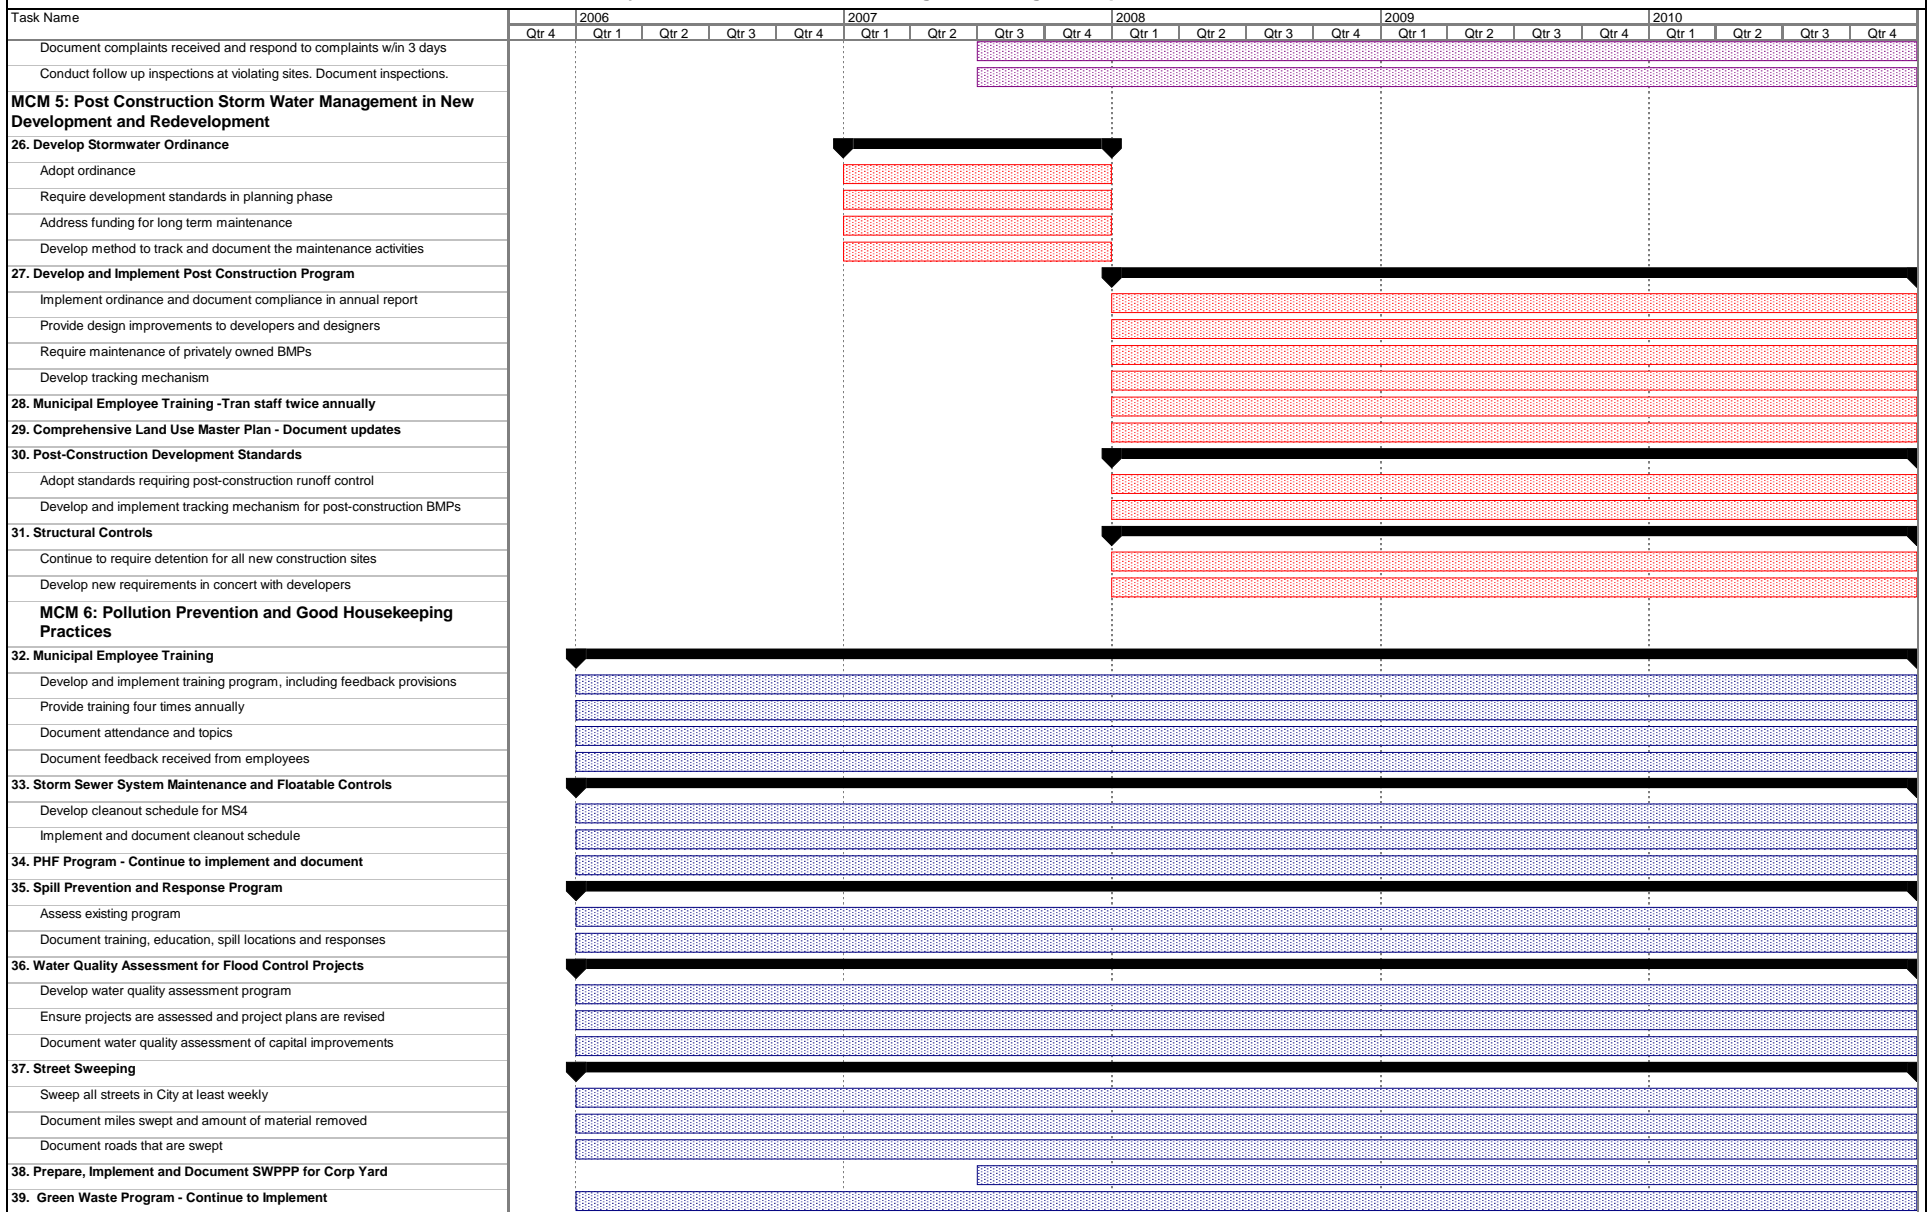 Task Name
2006 2007 2008 2009 2010
Qtr 4 Qtr 1 Qtr 2 Qtr 3 Qtr 4 Qtr 1 Qtr 2 Qtr 3 Qtr 4 Qtr 1 Qtr 2 Qtr 3 Qtr 4 Qtr 1 Qtr 2 Qtr 3 Qtr 4 Qtr 1 Qtr 2 Qtr 3 Qtr 4
Document complaints received and respond to complaints w/in 3 days
Conduct follow up inspections at violating sites. Document inspections.
MCM 5: Post Construction Storm Water Management in New
Development and Redevelopment
26. Develop Stormwater Ordinance
Adopt ordinance
Require development standards in planning phase
Address funding for long term maintenance
Develop method to track and document the maintenance activities
27. Develop and Implement Post Construction Program
Implement ordinance and document compliance in annual report
Provide design improvements to developers and designers
Require maintenance of privately owned BMPs
Develop tracking mechanism
28. Municipal Employee Training -Tran staff twice annually
29. Comprehensive Land Use Master Plan - Document updates
30. Post-Construction Development Standards
Adopt standards requiring post-construction runoff control
Develop and implement tracking mechanism for post-construction BMPs
31. Structural Controls
Continue to require detention for all new construction sites
Develop new requirements in concert with developers
MCM 6: Pollution Prevention and Good Housekeeping
Practices
32. Municipal Employee Training
Develop and implement training program, including feedback provisions
Provide training four times annually
Document attendance and topics
Document feedback received from employees
33. Storm Sewer System Maintenance and Floatable Controls
Develop cleanout schedule for MS4
Implement and document cleanout schedule
34. PHF Program - Continue to implement and document
35. Spill Prevention and Response Program
Assess existing program
Document training, education, spill locations and responses
36. Water Quality Assessment for Flood Control Projects
Develop water quality assessment program
Ensure projects are assessed and project plans are revised
Document water quality assessment of capital improvements
37. Street Sweeping
Sweep all streets in City at least weekly
Document miles swept and amount of material removed
Document roads that are swept
38. Prepare, Implement and Document SWPPP for Corp Yard
39. Green Waste Program - Continue to Implement